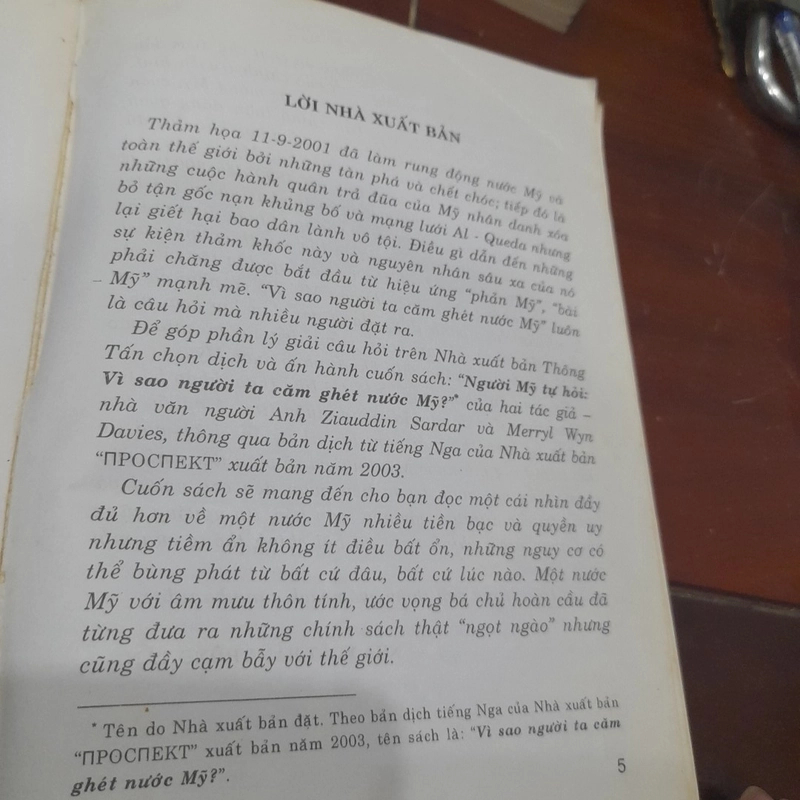 LỜI NHÀ XUẤT BẢN
Thảm họa 11-9-2001 đã làm rung động nước Mỹ và
toàn thế giới bởi những tàn phá và chết chóc; tiếp đó là
những cuộc hành quân trả đũa của Mỹ nhân danh xóa
bỏ tận gốc nạn khủng bố và mạng lưới Al - Queda nhưng
lại giết hại bao dân lành vô tội. Điều gì dẫn đến những
sự kiện thảm khốc này và nguyên nhân sâu xa của nó
phải chăng được bắt đầu từ hiệu ứng "phản Mỹ", "bài
– Mỹ" mạnh mẽ. "Vì sao người ta căm ghét nước Mỹ" luôn
là câu hỏi mà nhiều người đặt ra.
Để góp phần lý giải câu hỏi trên Nhà xuất bản Thông
Tấn chọn dịch và ấn hành cuốn sách: "Người Mỹ tự hỏi:
Vì sao người ta căm ghét nước Mỹ?"* của hai tác giả –
nhà văn người Anh Ziauddin Sardar và Merryl Wyn
Davies, thông qua bản dịch từ tiếng Nga của Nhà xuất bản
"ПРОСПЕКТ" xuất bản năm 2003.
Cuốn sách sẽ mang đến cho bạn đọc một cái nhìn đầy
đủ hơn về một nước Mỹ nhiều tiền bạc và quyền uy
nhưng tiềm ẩn không ít điều bất ổn, những nguy cơ có
thể bùng phát từ bất cứ đâu, bất cứ lúc nào. Một nước
Mỹ với âm mưu thôn tính, ước vọng bá chủ hoàn cầu đã
từng đưa ra những chính sách thật "ngọt ngào" nhưng
cũng đầy cạm bẫy với thế giới.
* Tên do Nhà xuất bản đặt. Theo bản dịch tiếng Nga của Nhà xuất bản
"ПРОСПЕКТ" xuất bản năm 2003, tên sách là: "Vì sao người ta căm
ghét nước Mỹ?".
5